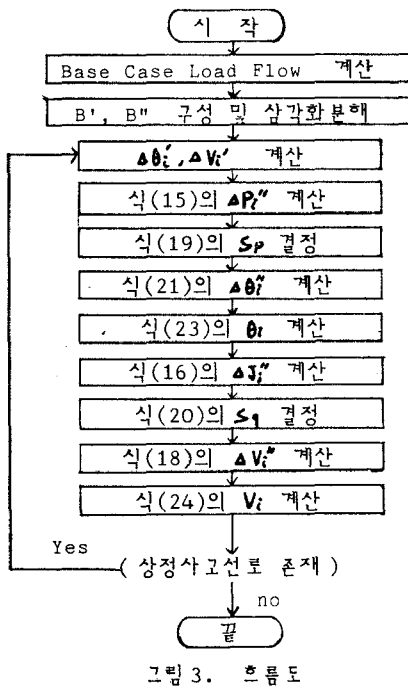 시 작
Base Case Load Flow 계산
B', B" 구성 및 삼각화분해
Δθi', ΔVi' 계산
식(15)의 ΔPi" 계산
식(19)의 Sp 결정
식(21)의 Δθi" 계산
식(23)의 θi 계산
식(16)의 ΔJi" 계산
식(20)의 Sq 결정
식(18)의 ΔVi" 계산
식(24)의 Vi 계산
Yes
( 상정사고선로 존재 )
no
끝
그림 3. 흐름도